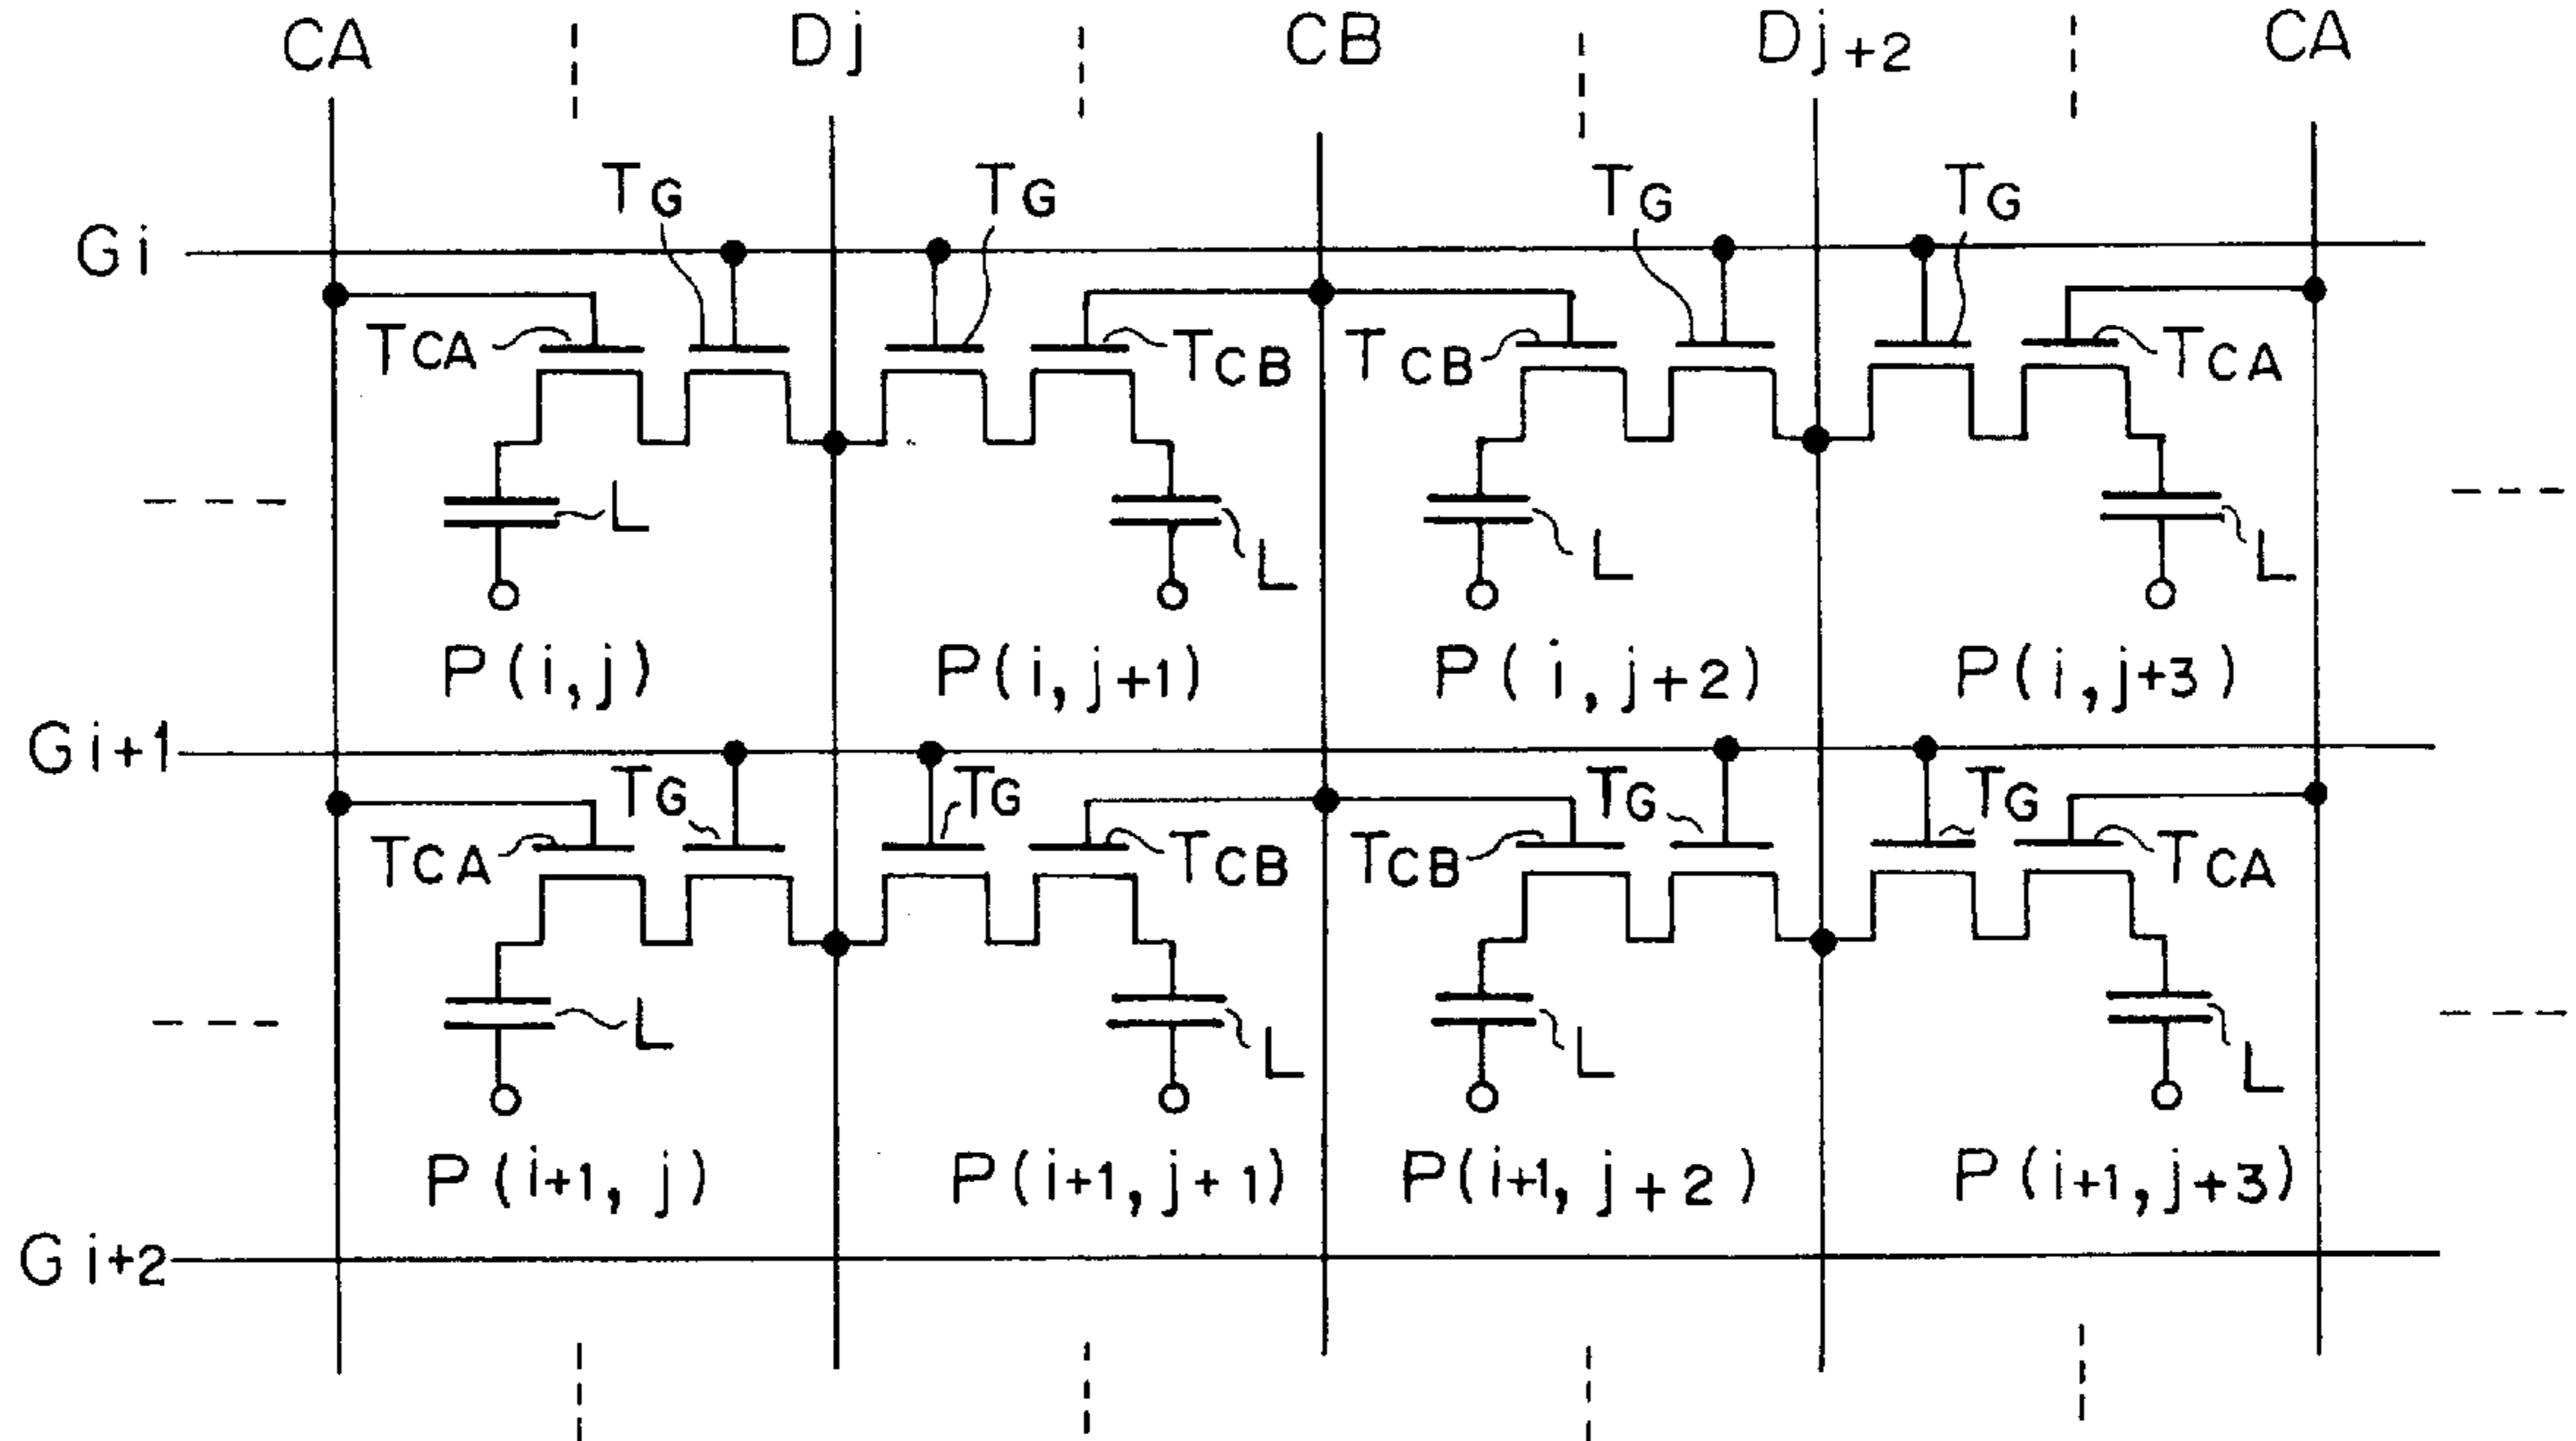 CA Dj CB Dj+2 CA
TG TG TG TG
Gi
TCA TCB TCB TCA
L L L L
P(i,j) P(i,j+1) P(i,j+2) P(i,j+3)
Gi+1
TG TG TG TG
TCA TCB TCB TCA
L L L L
P(i+1,j) P(i+1,j+1) P(i+1,j+2) P(i+1,j+3)
Gi+2